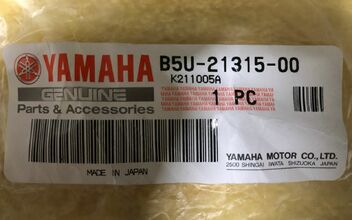 YAMAHA B5U-21315-00
K211005A
GENUINE
Parts & Accessories
1 PC
MADE IN JAPAN
YAMAHA MOTOR CO., LTD.
2500 SHINGAI IWATA SHIZUOKA JAPAN